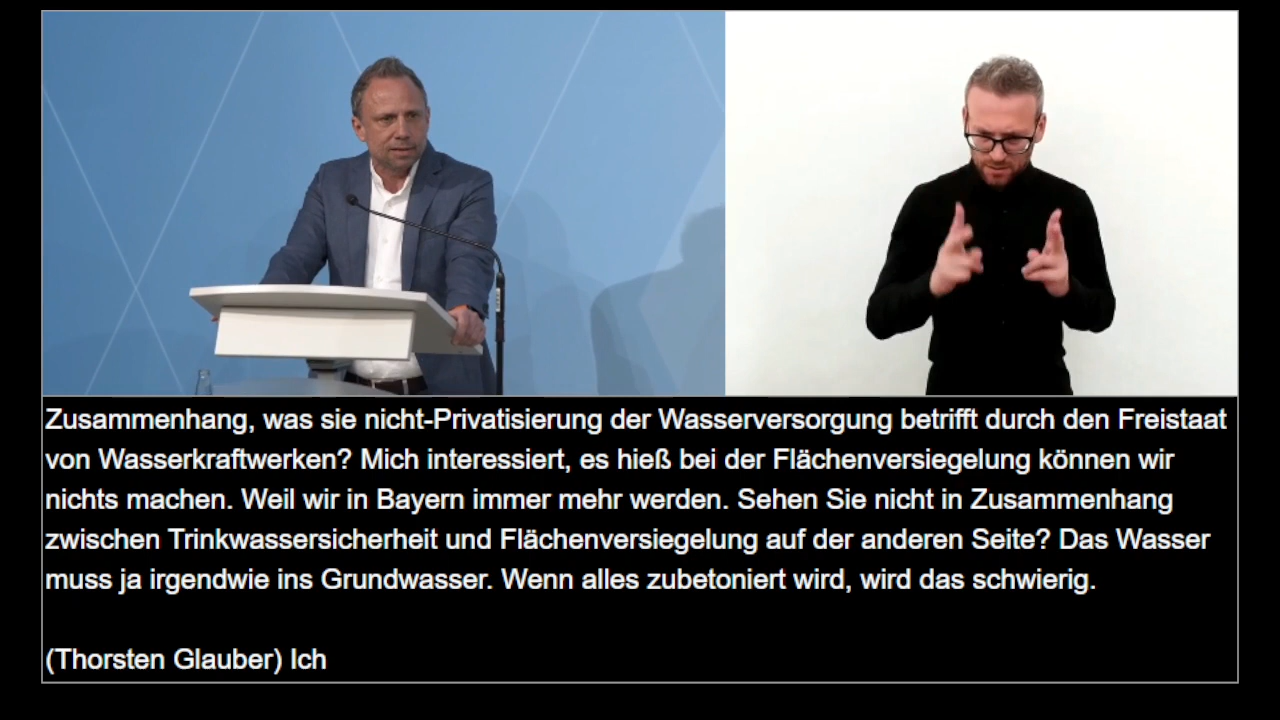 Zusammenhang, was sie nicht-Privatisierung der Wasserversorgung betrifft durch den Freistaat
von Wasserkraftwerken? Mich interessiert, es hieß bei der Flächenversiegelung können wir
nichts machen. Weil wir in Bayern immer mehr werden. Sehen Sie nicht in Zusammenhang
zwischen Trinkwassersicherheit und Flächenversiegelung auf der anderen Seite? Das Wasser
muss ja irgendwie ins Grundwasser. Wenn alles zubetoniert wird, wird das schwierig.
(Thorsten Glauber) Ich